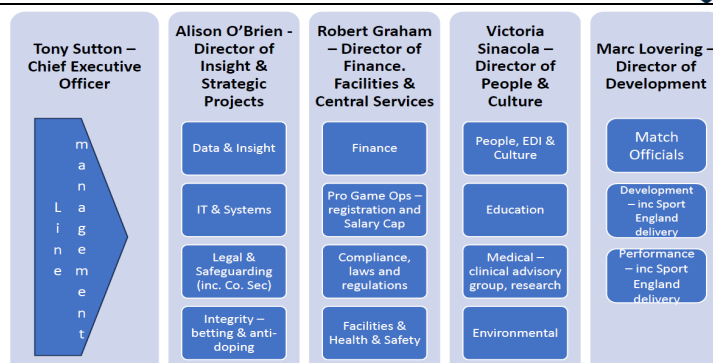 Tony Sutton –
Chief Executive
Officer
Line
management
Alison O’Brien -
Director of
Insight &
Strategic
Projects
Data & Insight
IT & Systems
Legal &
Safeguarding
(inc. Co. Sec)
Integrity –
betting & anti-
doping
Robert Graham
– Director of
Finance.
Facilities &
Central Services
Finance
Pro Game Ops –
registration and
Salary Cap
Compliance,
laws and
regulations
Facilities &
Health & Safety
Victoria
Sinacola –
Director of
People &
Culture
People, EDI &
Culture
Education
Medical –
clinical advisory
group, research
Environmental
Marc Lovering –
Director of
Development
Match
Officials
Development
– inc Sport
England
delivery
Performance
– inc Sport
England
delivery